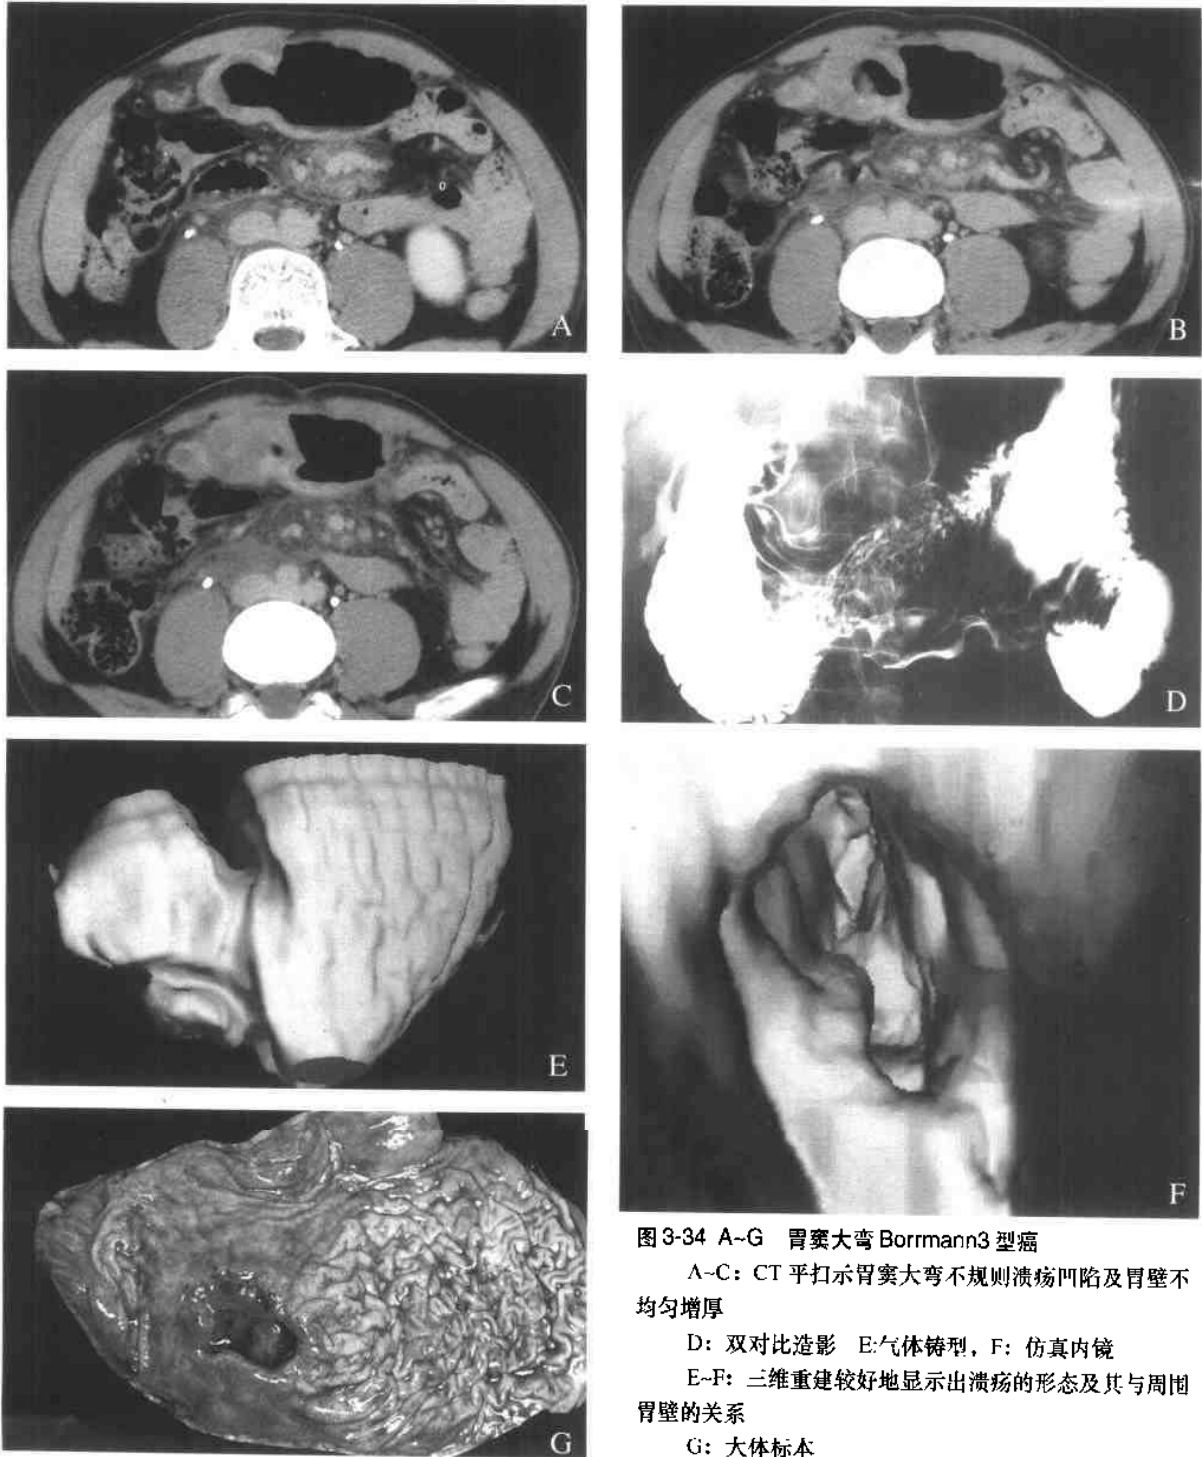 A
B
C
D
E
F
G
图3-34 A~G 胃窦大弯Borrmann3型癌
A~C：CT平扫示胃窦大弯不规则溃疡凹陷及胃壁不
均匀增厚
D：双对比造影 E:气体铸型，F：仿真内镜
E~F：三维重建较好地显示出溃疡的形态及其与周围
胃壁的关系
G：大体标本